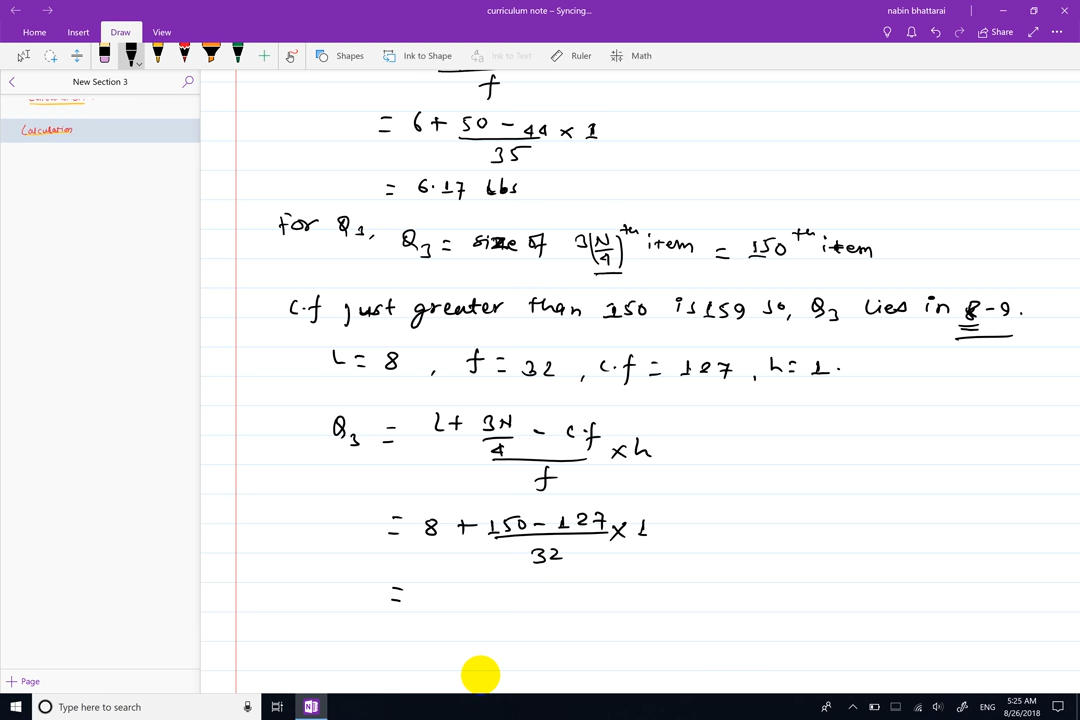 curriculum note – Syncing...
nabin bhattarai
Home Insert Draw View
Share
Shapes Ink to Shape Ink to Text Ruler Math
New Section 3
Calculation
f
= 6 + 50 - 44 × 1
35
= 6.17 Lbs
For Q3, Q3 = size of 3(N/4)th item = 150th item
c.f just greater than 150 is 159 so, Q3 lies in 8-9.
L = 8 , f = 32 , c.f = 127 , h = 1.
Q3 = L + 3N/4 - c.f × h
f
= 8 + 150 - 127 × 1
32
=
+ Page
Type here to search
ENG
5:25 AM
8/26/2018